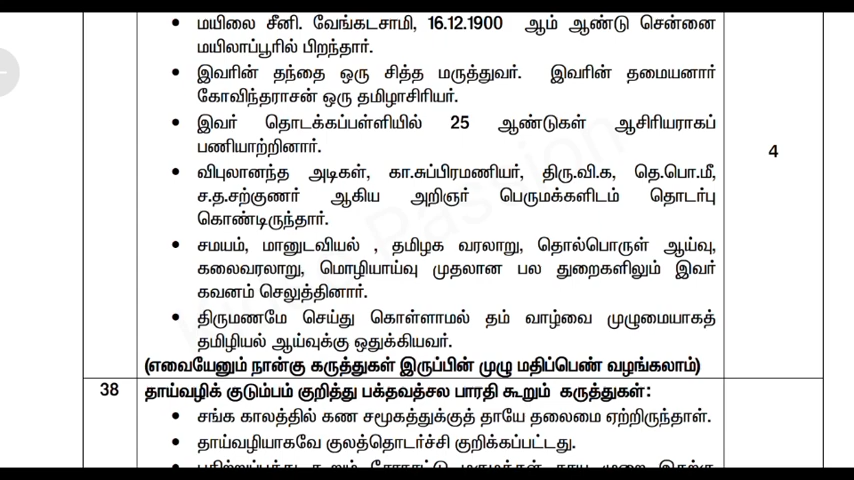 • மயிலை சீனி. வேங்கடசாமி, 16.12.1900 ஆம் ஆண்டு சென்னை
மயிலாப்பூரில் பிறந்தார்.
• இவரின் தந்தை ஒரு சித்த மருத்துவர். இவரின் தமையனார்
கோவிந்தராசன் ஒரு தமிழாசிரியர்.
• இவர் தொடக்கப்பள்ளியில் 25 ஆண்டுகள் ஆசிரியராகப்
பணியாற்றினார்.
4
• விபுலானந்த அடிகள், கா.சுப்பிரமணியர், திரு.வி.க, தெ.பொ.மீ,
ச.த.சற்குணர் ஆகிய அறிஞர் பெருமக்களிடம் தொடர்பு
கொண்டிருந்தார்.
• சமயம், மானுடவியல் , தமிழக வரலாறு, தொல்பொருள் ஆய்வு,
கலைவரலாறு, மொழியாய்வு முதலான பல துறைகளிலும் இவர்
கவனம் செலுத்தினார்.
• திருமணமே செய்து கொள்ளாமல் தம் வாழ்வை முழுமையாகத்
தமிழியல் ஆய்வுக்கு ஒதுக்கியவர்.
(எவையேனும் நான்கு கருத்துகள் இருப்பின் முழு மதிப்பெண் வழங்கலாம்)
38 தாய்வழிக் குடும்பம் குறித்து பக்தவத்சல பாரதி கூறும் கருத்துகள்:
• சங்க காலத்தில் கண சமூகத்துக்குத் தாயே தலைமை ஏற்றிருந்தாள்.
• தாய்வழியாகவே குலத்தொடர்ச்சி குறிக்கப்பட்டது.